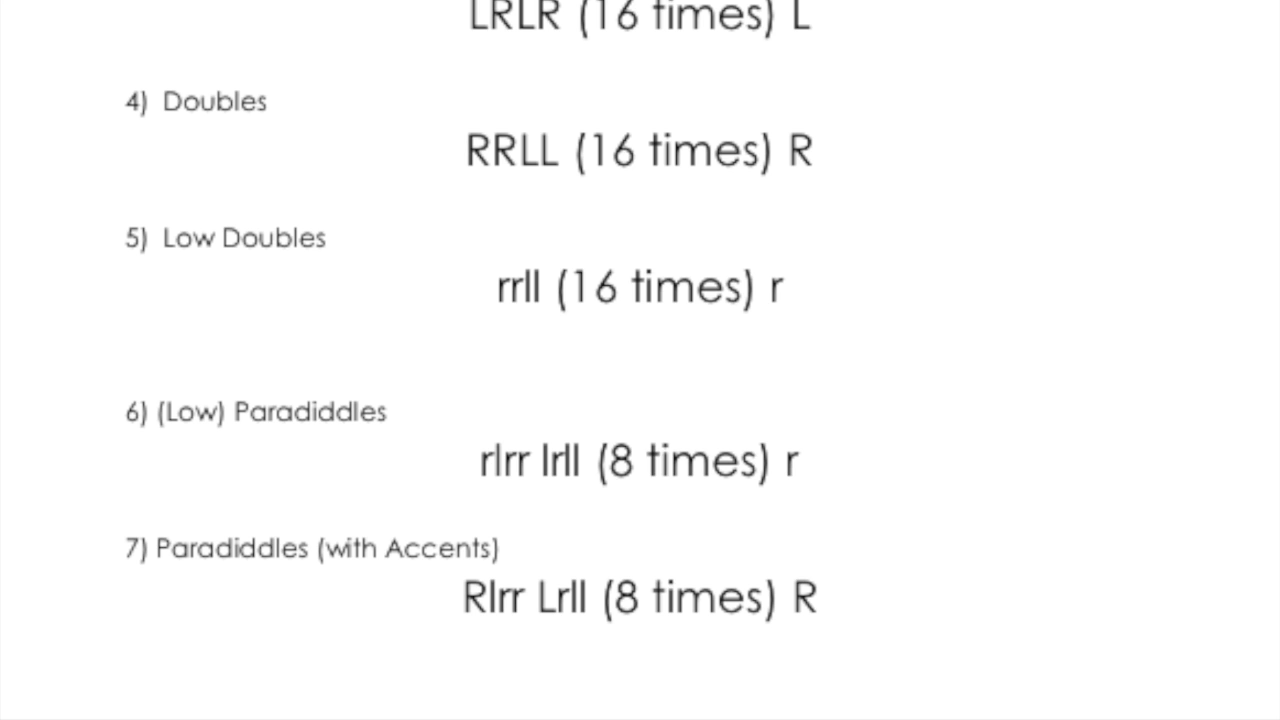 LRLR (16 times) L
4) Doubles
RRLL (16 times) R
5) Low Doubles
rrll (16 times) r
6) (Low) Paradiddles
rlrr lrll (8 times) r
7) Paradiddles (with Accents)
Rlrr Lrll (8 times) R